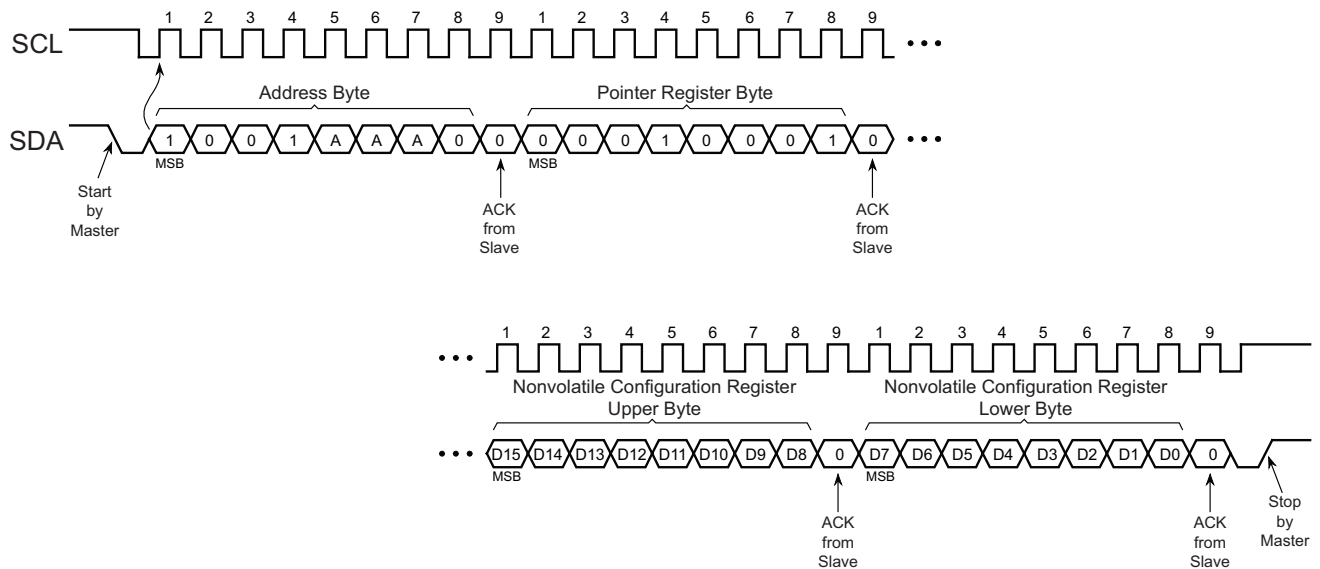 SCL
1 2 3 4 5 6 7 8 9 1 2 3 4 5 6 7 8 9
Address Byte
Pointer Register Byte
SDA
1 0 0 1 A A A 0 0 0 0 0 1 0 0 0 1 0
MSB
MSB
Start
by
Master
ACK
from
Slave
ACK
from
Slave
1 2 3 4 5 6 7 8 9 1 2 3 4 5 6 7 8 9
Nonvolatile Configuration Register
Upper Byte
Nonvolatile Configuration Register
Lower Byte
D15 D14 D13 D12 D11 D10 D9 D8 0 D7 D6 D5 D4 D3 D2 D1 D0 0
MSB
MSB
ACK
from
Slave
ACK
from
Slave
Stop
by
Master